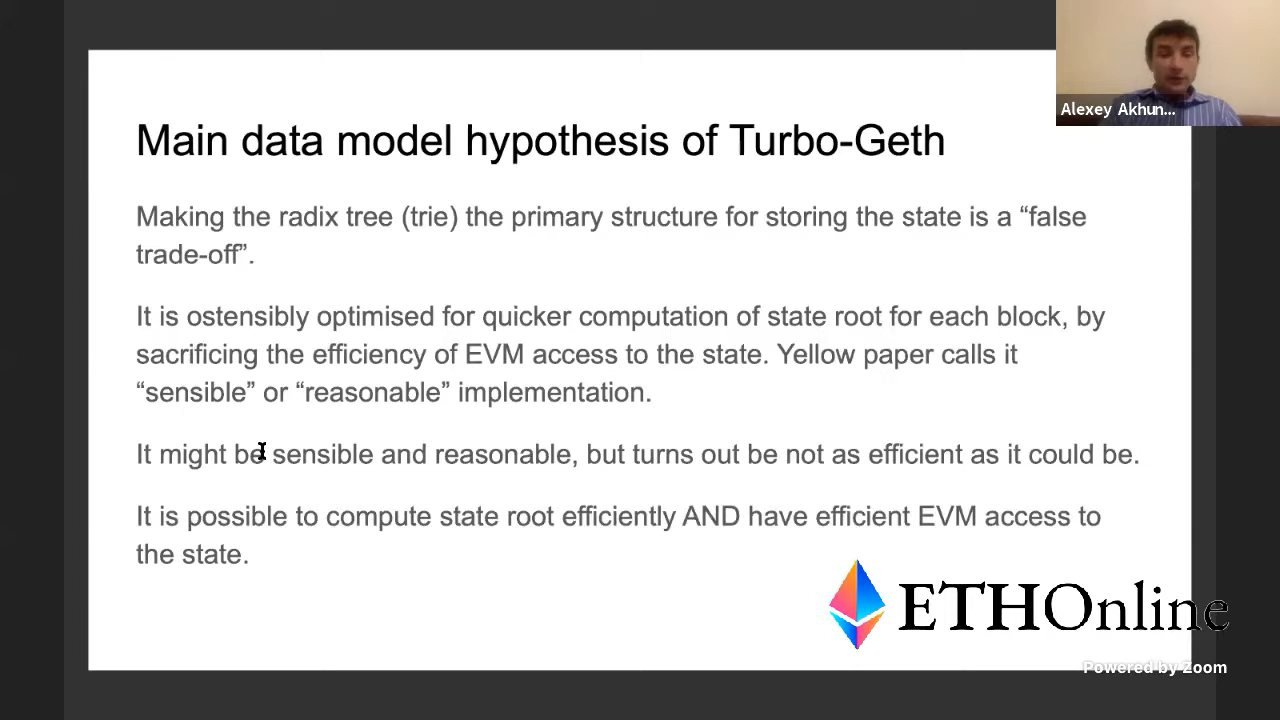 Alexey Akhun...
Main data model hypothesis of Turbo-Geth
Making the radix tree (trie) the primary structure for storing the state is a “false
trade-off”.
It is ostensibly optimised for quicker computation of state root for each block, by
sacrificing the efficiency of EVM access to the state. Yellow paper calls it
“sensible” or “reasonable” implementation.
It might be sensible and reasonable, but turns out be not as efficient as it could be.
It is possible to compute state root efficiently AND have efficient EVM access to
the state.
ETHOnline
Powered by Zoom